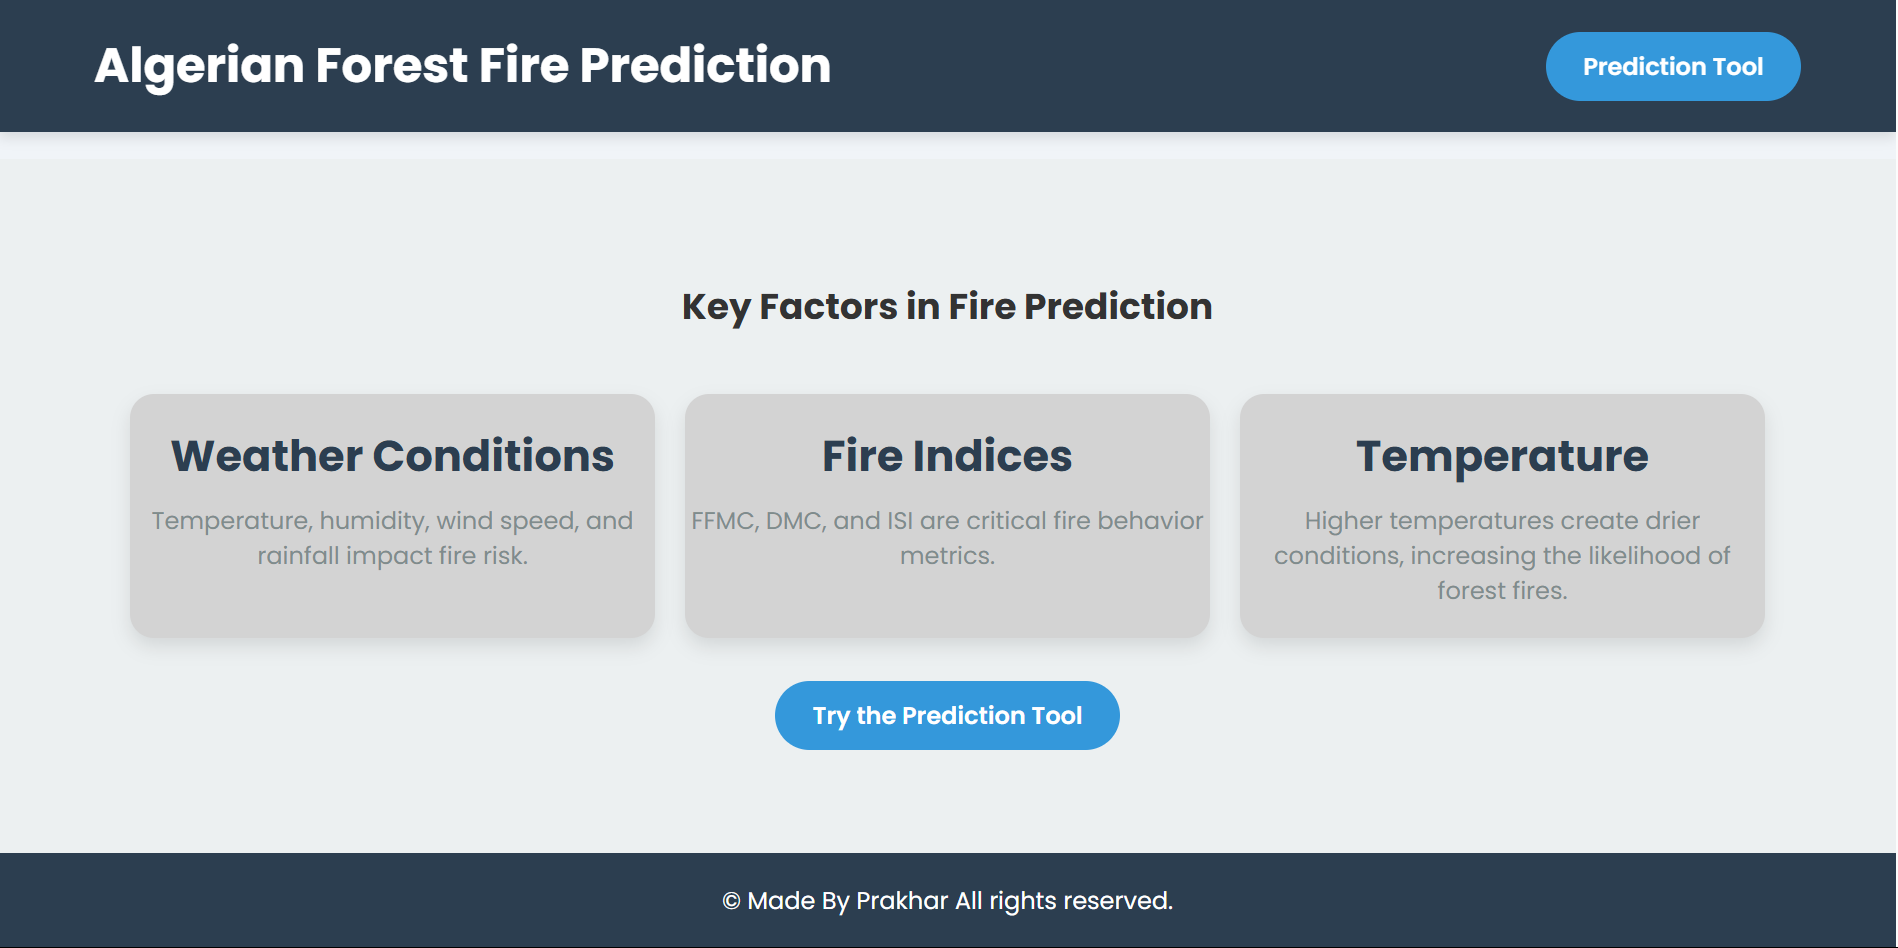 Algerian Forest Fire Prediction
Prediction Tool
Key Factors in Fire Prediction
Weather Conditions
Temperature, humidity, wind speed, and
rainfall impact fire risk.
Fire Indices
FFMC, DMC, and ISI are critical fire behavior
metrics.
Temperature
Higher temperatures create drier
conditions, increasing the likelihood of
forest fires.
Try the Prediction Tool
© Made By Prakhar All rights reserved.